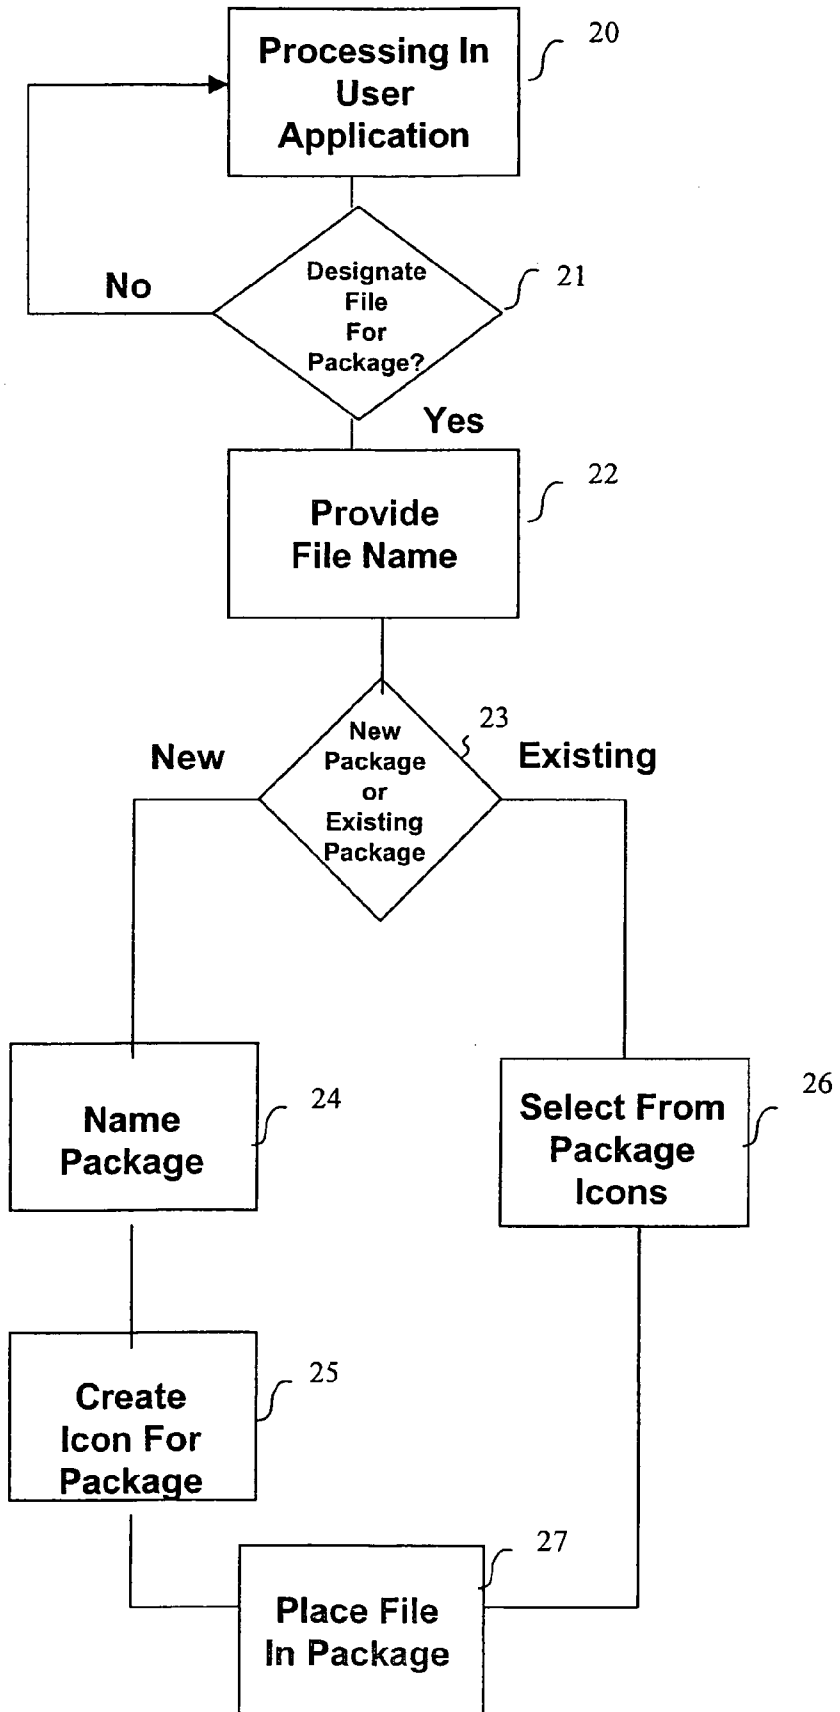 Processing In
User
Application
20
Designate
File
For
Package?
21
No
Yes
Provide
File Name
22
New
Package
or
Existing
Package
23
New
Existing
Name
Package
24
Select From
Package
Icons
26
Create
Icon For
Package
25
Place File
In Package
27